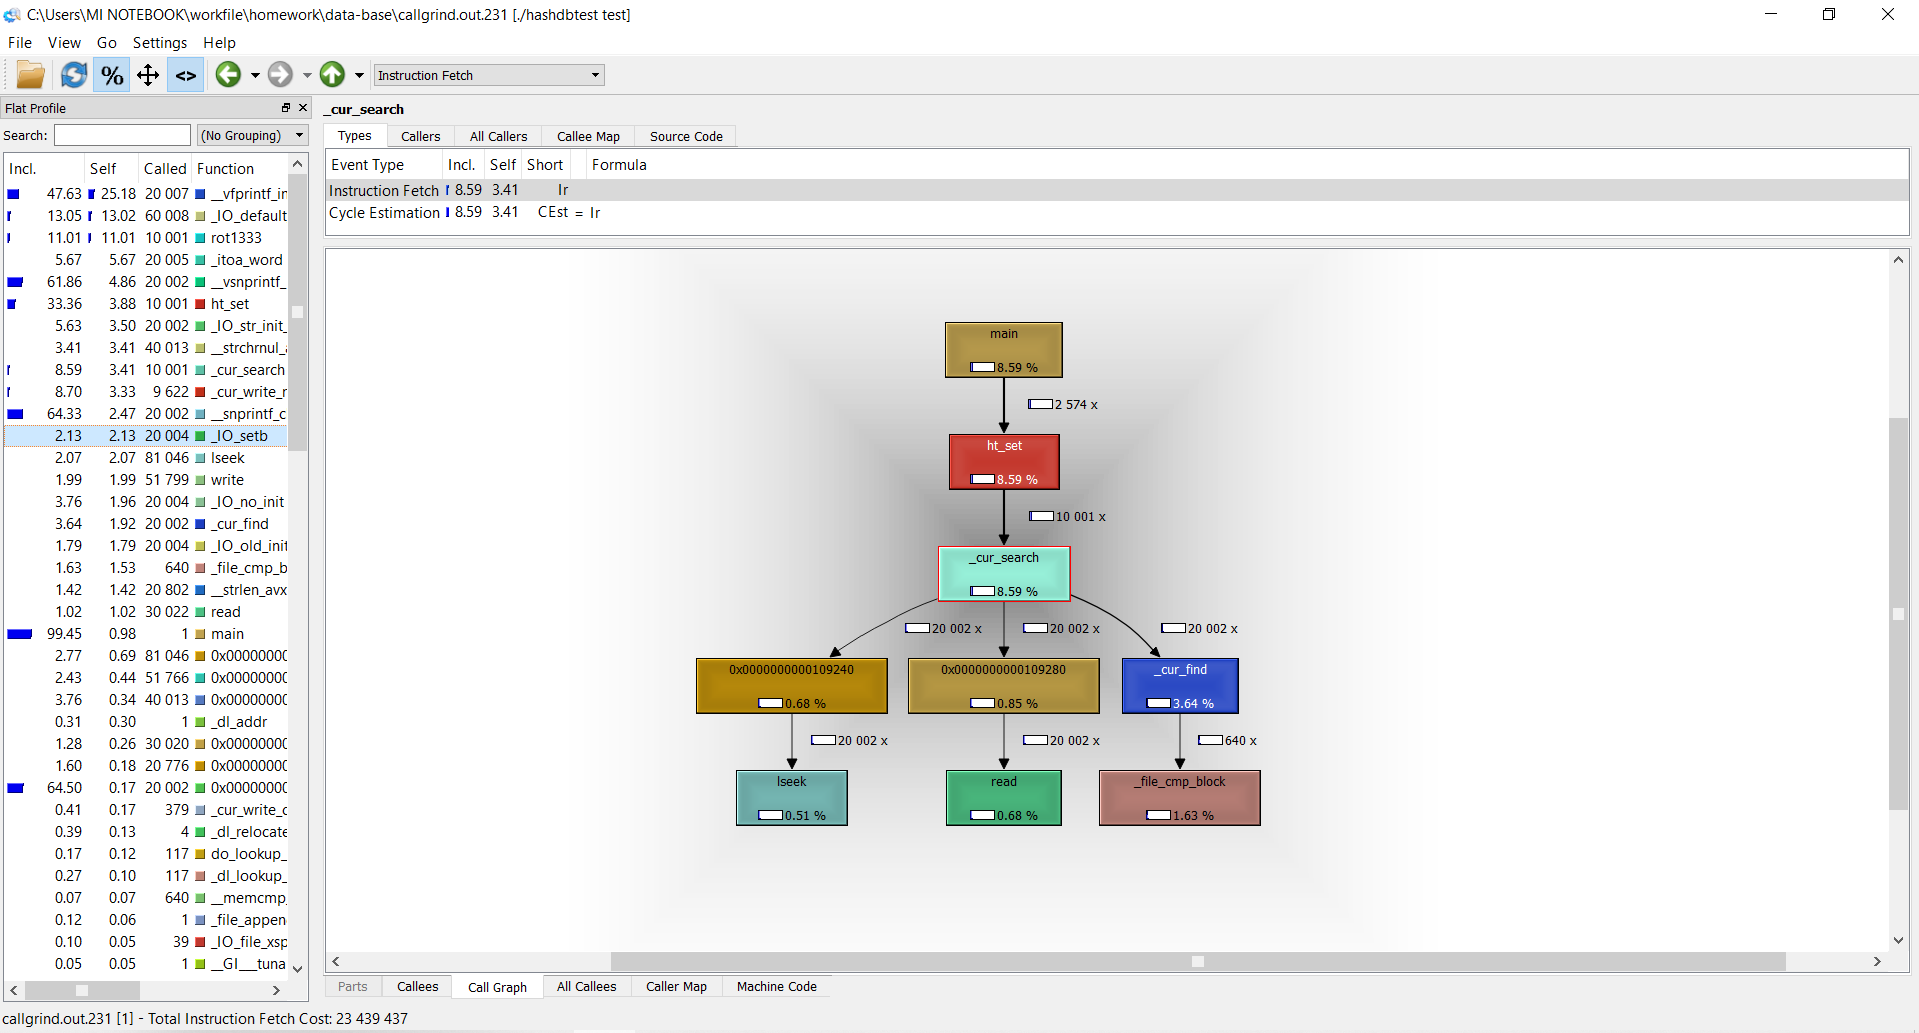 C:\Users\MI NOTEBOOK\workfile\homework\data-base\callgrind.out.231 [./hashdbtest test]
File View Go Settings Help
% <> Instruction Fetch
Flat Profile
Search: (No Grouping)
Incl. Self Called Function
47.63 25.18 20 007 __vfprintf_in
13.05 13.02 60 008 _IO_default
11.01 11.01 10 001 rot1333
5.67 5.67 20 005 _itoa_word
61.86 4.86 20 002 __vsnprintf_
33.36 3.88 10 001 ht_set
5.63 3.50 20 002 _IO_str_init_
3.41 3.41 40 013 __strchrnul_a
8.59 3.41 10 001 _cur_search
8.70 3.33 9 622 _cur_write_r
64.33 2.47 20 002 __snprintf_c
2.13 2.13 20 004 _IO_setb
2.07 2.07 81 046 lseek
1.99 1.99 51 799 write
3.76 1.96 20 004 _IO_no_init
3.64 1.92 20 002 _cur_find
1.79 1.79 20 004 _IO_old_init
1.63 1.53 640 _file_cmp_b
1.42 1.42 20 802 __strlen_avx
1.02 1.02 30 022 read
99.45 0.98 1 main
2.77 0.69 81 046 0x00000000
2.43 0.44 51 766 0x00000000
3.76 0.34 40 013 0x00000000
0.31 0.30 1 _dl_addr
1.28 0.26 30 020 0x00000000
1.60 0.18 20 776 0x00000000
64.50 0.17 20 002 0x00000000
0.41 0.17 379 _cur_write_c
0.39 0.13 4 _dl_relocate
0.17 0.12 117 do_lookup_
0.27 0.10 117 _dl_lookup_
0.07 0.07 640 __memcmp_
0.12 0.06 1 _file_appen
0.10 0.05 39 _IO_file_xsp
0.05 0.05 1 __GI___tuna
_cur_search
Types Callers All Callers Callee Map Source Code
Event Type Incl. Self Short Formula
Instruction Fetch 8.59 3.41 Ir
Cycle Estimation 8.59 3.41 CEst = Ir
main
8.59 %
2 574 x
ht_set
8.59 %
10 001 x
_cur_search
8.59 %
20 002 x 20 002 x 20 002 x
0x0000000000109240 0x0000000000109280 _cur_find
0.68 % 0.85 % 3.64 %
20 002 x 20 002 x 640 x
lseek read _file_cmp_block
0.51 % 0.68 % 1.63 %
Parts Callees Call Graph All Callees Caller Map Machine Code
callgrind.out.231 [1] - Total Instruction Fetch Cost: 23 439 437